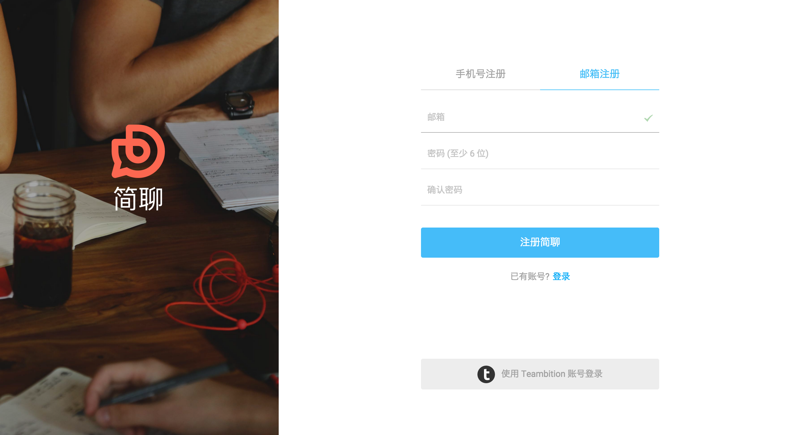 简聊
手机号注册
邮箱注册
邮箱
密码 (至少 6 位)
确认密码
注册简聊
已有账号? 登录
使用 Teambition 账号登录